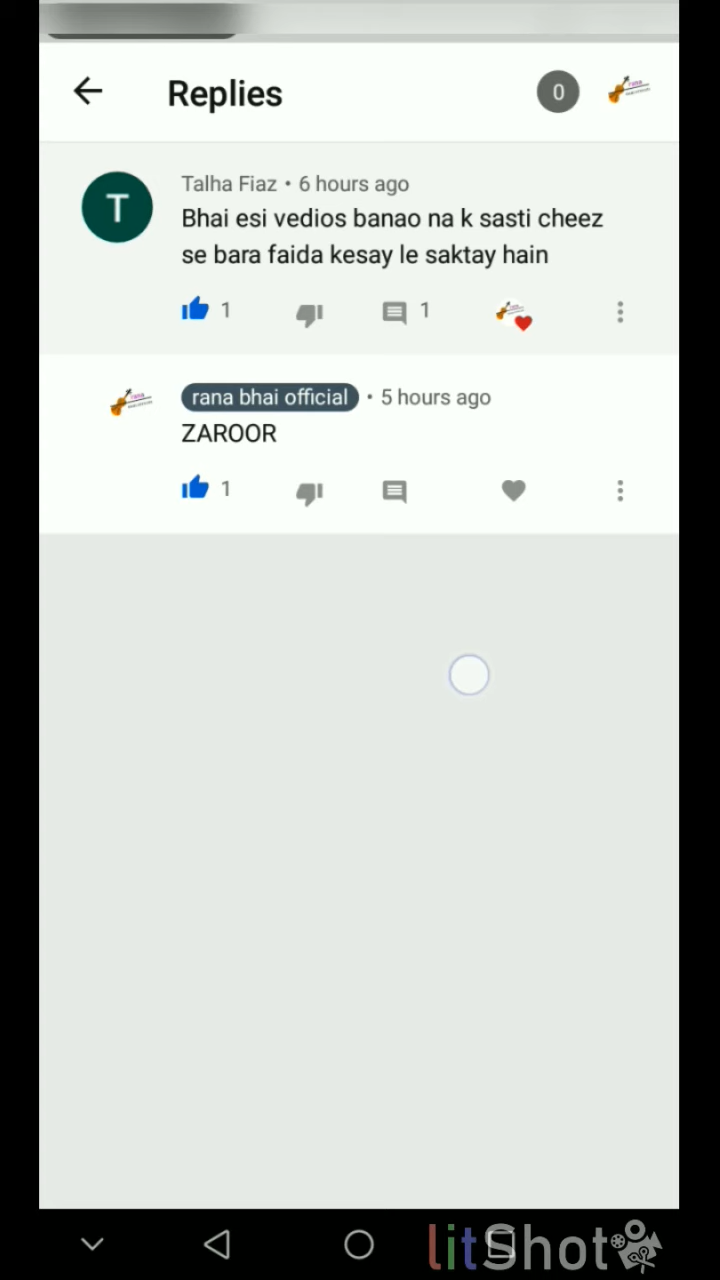 Replies
0
Talha Fiaz • 6 hours ago
Bhai esi vedios banao na k sasti cheez
se bara faida kesay le saktay hain
1
1
rana bhai official • 5 hours ago
ZAROOR
1
litShot